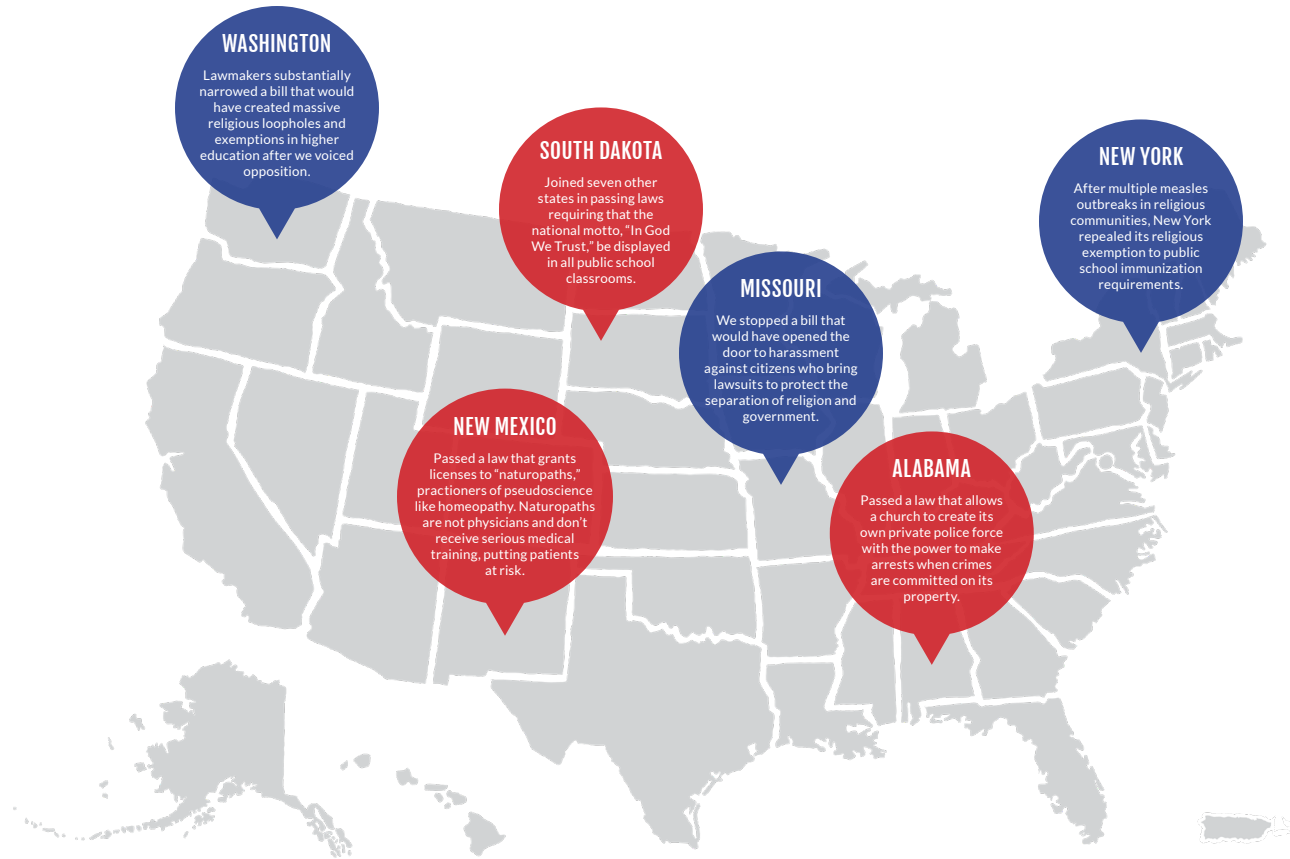 WASHINGTON
Lawmakers substantially
narrowed a bill that would
have created massive
religious loopholes and
exemptions in higher
education after we voiced
opposition.
SOUTH DAKOTA
Joined seven other
states in passing laws
requiring that the
national motto, “In God
We Trust,” be displayed
in all public school
classrooms.
NEW YORK
After multiple measles
outbreaks in religious
communities, New York
repealed its religious
exemption to public
school immunization
requirements.
MISSOURI
We stopped a bill that
would have opened the
door to harassment
against citizens who bring
lawsuits to protect the
separation of religion and
government.
NEW MEXICO
Passed a law that grants
licenses to “naturopaths,”
practioners of pseudoscience
like homeopathy. Naturopaths
are not physicians and don’t
receive serious medical
training, putting patients
at risk.
ALABAMA
Passed a law that allows
a church to create its
own private police force
with the power to make
arrests when crimes
are committed on its
property.